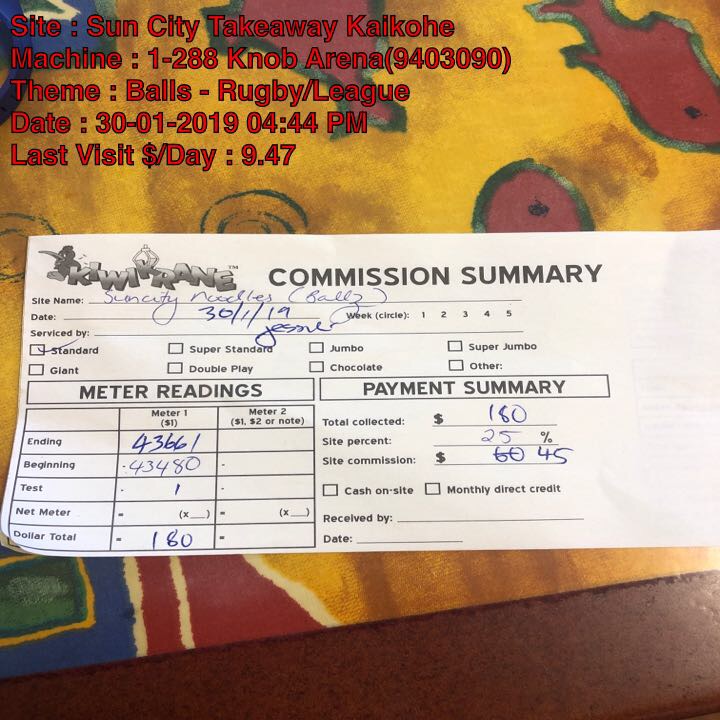 Site : Sun City Takeaway Kaikohe
Machine : 1-288 Knob Arena(9403090)
Theme : Balls - Rugby/League
Date : 30-01-2019 04:44 PM
Last Visit $/Day : 9.47
KIWIKRANE™ COMMISSION SUMMARY
Site Name: Suncity Noodles (Ballz)
Date: 30/1/19 Week (circle): 1 2 3 4 5
Serviced by:
Standard Super Standard Jumbo Super Jumbo
Giant Double Play Chocolate Other:
METER READINGS PAYMENT SUMMARY
Meter 1 ($1) Meter 2 ($1, $2 or note)
Total collected: $ 180
Ending 43661
Site percent: 25 %
Beginning -43480 -
Site commission: $ 60 45
Test - 1 -
Cash on-site Monthly direct credit
Net Meter = (x__) = (x__)
Received by:
Dollar Total = 180 =
Date: